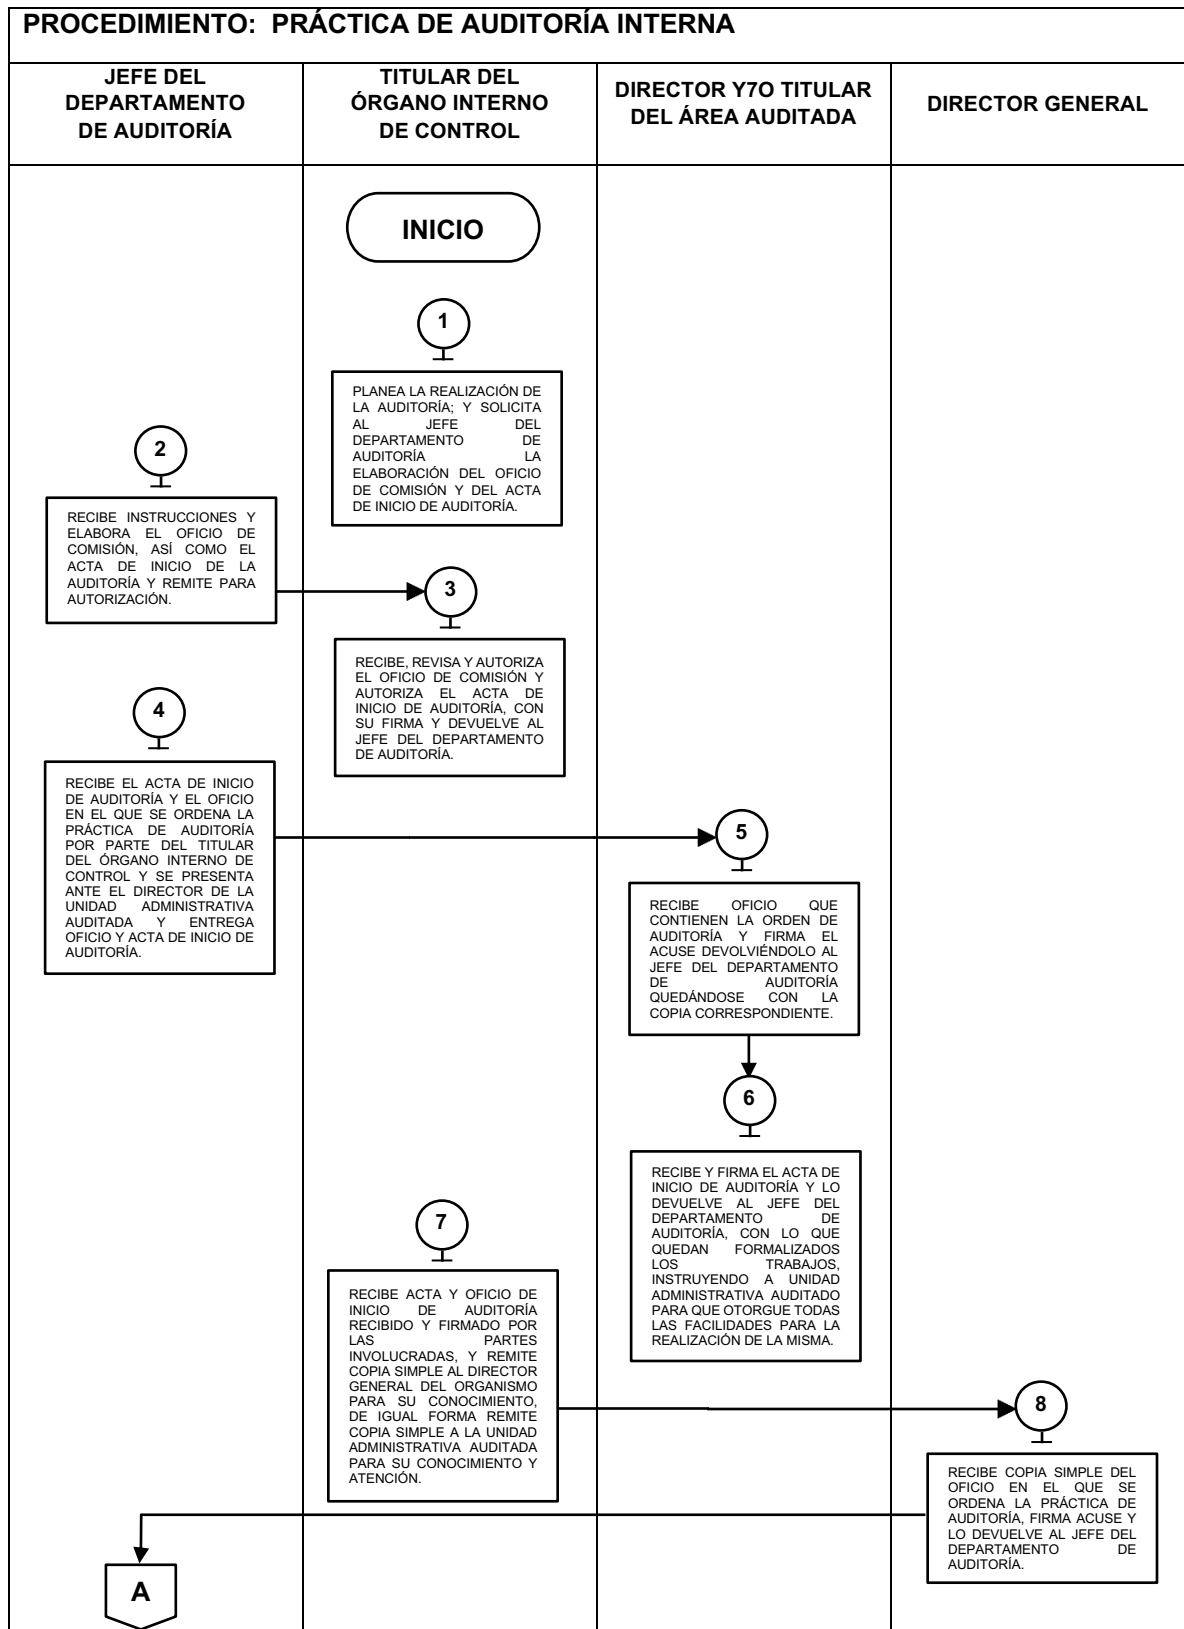 PROCEDIMIENTO: PRÁCTICA DE AUDITORÍA INTERNA
JEFE DEL
DEPARTAMENTO
DE AUDITORÍA
TITULAR DEL
ÓRGANO INTERNO
DE CONTROL
DIRECTOR Y7O TITULAR
DEL ÁREA AUDITADA
DIRECTOR GENERAL
INICIO
1
PLANEA LA REALIZACIÓN DE
LA AUDITORÍA; Y SOLICITA
AL JEFE DEL
DEPARTAMENTO DE
AUDITORÍA LA
ELABORACIÓN DEL OFICIO
DE COMISIÓN Y DEL ACTA
DE INICIO DE AUDITORÍA.
2
RECIBE INSTRUCCIONES Y
ELABORA EL OFICIO DE
COMISIÓN, ASÍ COMO EL
ACTA DE INICIO DE LA
AUDITORÍA Y REMITE PARA
AUTORIZACIÓN.
3
RECIBE, REVISA Y AUTORIZA
EL OFICIO DE COMISIÓN Y
AUTORIZA EL ACTA DE
INICIO DE AUDITORÍA, CON
SU FIRMA Y DEVUELVE AL
JEFE DEL DEPARTAMENTO
DE AUDITORÍA.
4
RECIBE EL ACTA DE INICIO
DE AUDITORÍA Y EL OFICIO
EN EL QUE SE ORDENA LA
PRÁCTICA DE AUDITORÍA
POR PARTE DEL TITULAR
DEL ÓRGANO INTERNO DE
CONTROL Y SE PRESENTA
ANTE EL DIRECTOR DE LA
UNIDAD ADMINISTRATIVA
AUDITADA Y ENTREGA
OFICIO Y ACTA DE INICIO DE
AUDITORÍA.
5
RECIBE OFICIO QUE
CONTIENEN LA ORDEN DE
AUDITORÍA Y FIRMA EL
ACUSE DEVOLVIÉNDOLO AL
JEFE DEL DEPARTAMENTO
DE AUDITORÍA
QUEDÁNDOSE CON LA
COPIA CORRESPONDIENTE.
6
RECIBE Y FIRMA EL ACTA DE
INICIO DE AUDITORÍA Y LO
DEVUELVE AL JEFE DEL
DEPARTAMENTO DE
AUDITORÍA, CON LO QUE
QUEDAN FORMALIZADOS
LOS TRABAJOS,
INSTRUYENDO A UNIDAD
ADMINISTRATIVA AUDITADO
PARA QUE OTORGUE TODAS
LAS FACILIDADES PARA LA
REALIZACIÓN DE LA MISMA.
7
RECIBE ACTA Y OFICIO DE
INICIO DE AUDITORÍA
RECIBIDO Y FIRMADO POR
LAS PARTES
INVOLUCRADAS, Y REMITE
COPIA SIMPLE AL DIRECTOR
GENERAL DEL ORGANISMO
PARA SU CONOCIMIENTO,
DE IGUAL FORMA REMITE
COPIA SIMPLE A LA UNIDAD
ADMINISTRATIVA AUDITADA
PARA SU CONOCIMIENTO Y
ATENCIÓN.
8
RECIBE COPIA SIMPLE DEL
OFICIO EN EL QUE SE
ORDENA LA PRÁCTICA DE
AUDITORÍA, FIRMA ACUSE Y
LO DEVUELVE AL JEFE DEL
DEPARTAMENTO DE
AUDITORÍA.
A